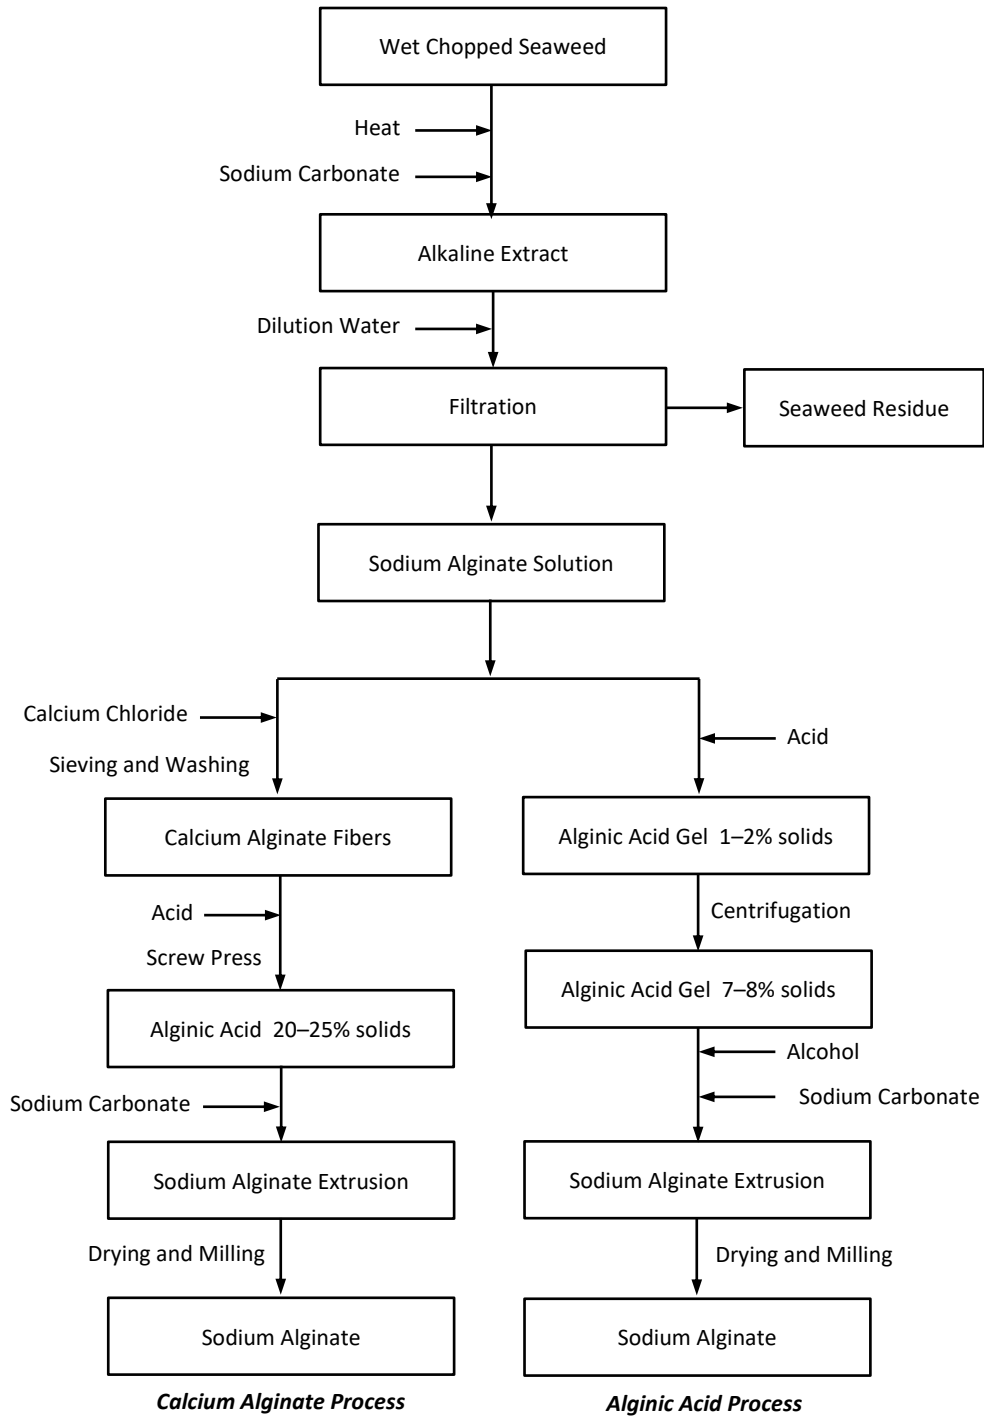 Wet Chopped Seaweed
Heat
Sodium Carbonate
Alkaline Extract
Dilution Water
Filtration
Seaweed Residue
Sodium Alginate Solution
Calcium Chloride
Sieving and Washing
Calcium Alginate Fibers
Acid
Screw Press
Alginic Acid 20–25% solids
Sodium Carbonate
Sodium Alginate Extrusion
Drying and Milling
Sodium Alginate
Calcium Alginate Process
Acid
Alginic Acid Gel 1–2% solids
Centrifugation
Alginic Acid Gel 7–8% solids
Alcohol
Sodium Carbonate
Sodium Alginate Extrusion
Drying and Milling
Sodium Alginate
Alginic Acid Process